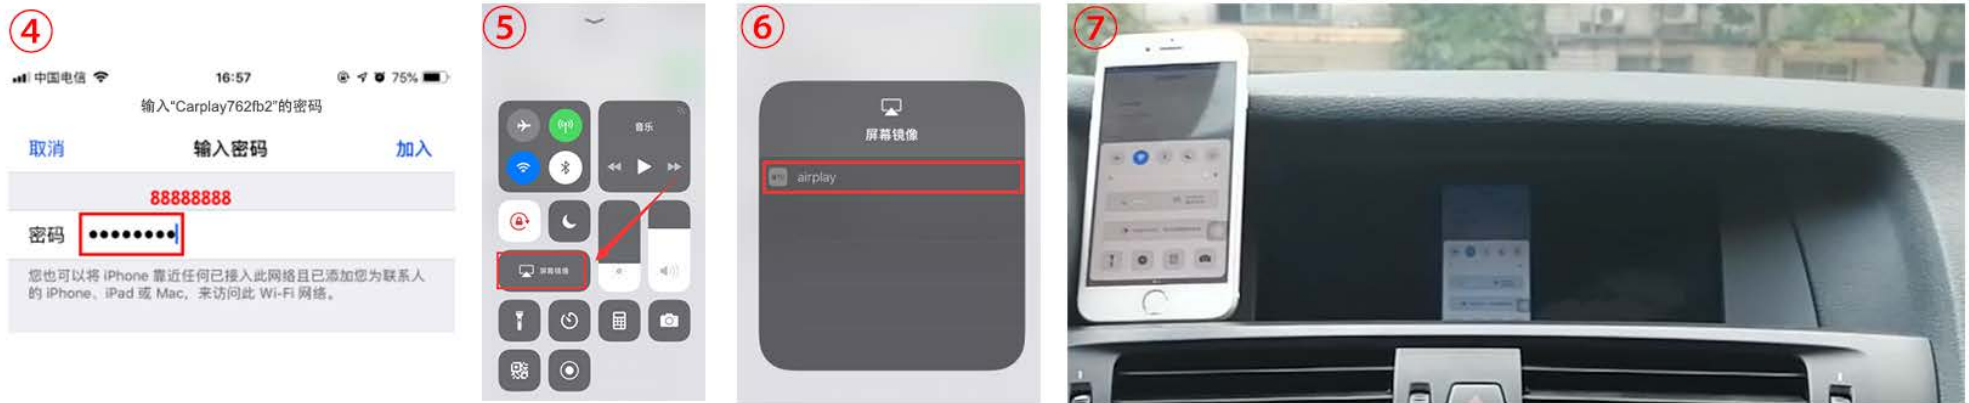 ④
中国电信 16:57 75%
输入“Carplay762fb2”的密码
取消 输入密码 加入
88888888
密码 ••••••••
您也可以将 iPhone 靠近任何已接入此网络且已添加您为联系人
的 iPhone、iPad 或 Mac，来访问此 Wi-Fi 网络。
⑤
音乐
屏幕镜像
⑥
屏幕镜像
airplay
⑦